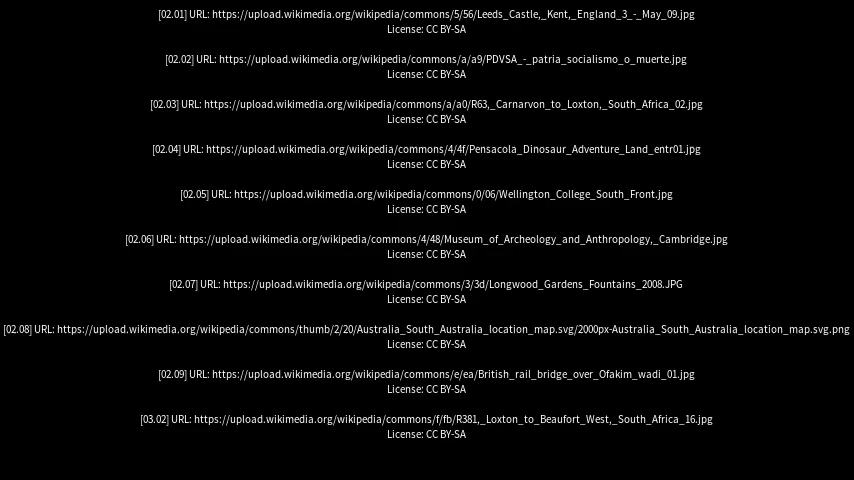 [02.01] URL: https://upload.wikimedia.org/wikipedia/commons/5/56/Leeds_Castle,_Kent,_England_3_-_May_09.jpg
License: CC BY-SA
[02.02] URL: https://upload.wikimedia.org/wikipedia/commons/a/a9/PDVSA_-_patria_socialismo_o_muerte.jpg
License: CC BY-SA
[02.03] URL: https://upload.wikimedia.org/wikipedia/commons/a/a0/R63,_Carnarvon_to_Loxton,_South_Africa_02.jpg
License: CC BY-SA
[02.04] URL: https://upload.wikimedia.org/wikipedia/commons/4/4f/Pensacola_Dinosaur_Adventure_Land_entr01.jpg
License: CC BY-SA
[02.05] URL: https://upload.wikimedia.org/wikipedia/commons/0/06/Wellington_College_South_Front.jpg
License: CC BY-SA
[02.06] URL: https://upload.wikimedia.org/wikipedia/commons/4/48/Museum_of_Archeology_and_Anthropology,_Cambridge.jpg
License: CC BY-SA
[02.07] URL: https://upload.wikimedia.org/wikipedia/commons/3/3d/Longwood_Gardens_Fountains_2008.JPG
License: CC BY-SA
[02.08] URL: https://upload.wikimedia.org/wikipedia/commons/thumb/2/20/Australia_South_Australia_location_map.svg/2000px-Australia_South_Australia_location_map.svg.png
License: CC BY-SA
[02.09] URL: https://upload.wikimedia.org/wikipedia/commons/e/ea/British_rail_bridge_over_Ofakim_wadi_01.jpg
License: CC BY-SA
[03.02] URL: https://upload.wikimedia.org/wikipedia/commons/f/fb/R381,_Loxton_to_Beaufort_West,_South_Africa_16.jpg
License: CC BY-SA